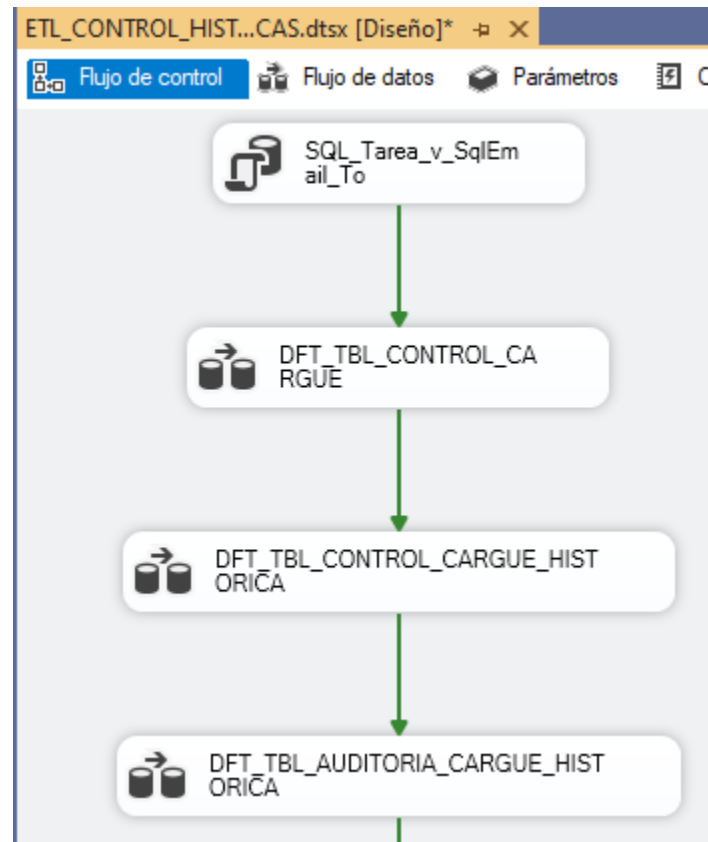 ETL_CONTROL_HIST...CAS.dtsx [Diseño]*
Flujo de control Flujo de datos Parámetros
SQL_Tarea_v_SqlEm
ail_To
DFT_TBL_CONTROL_CA
RGUE
DFT_TBL_CONTROL_CARGUE_HIST
ORICA
DFT_TBL_AUDITORIA_CARGUE_HIST
ORICA